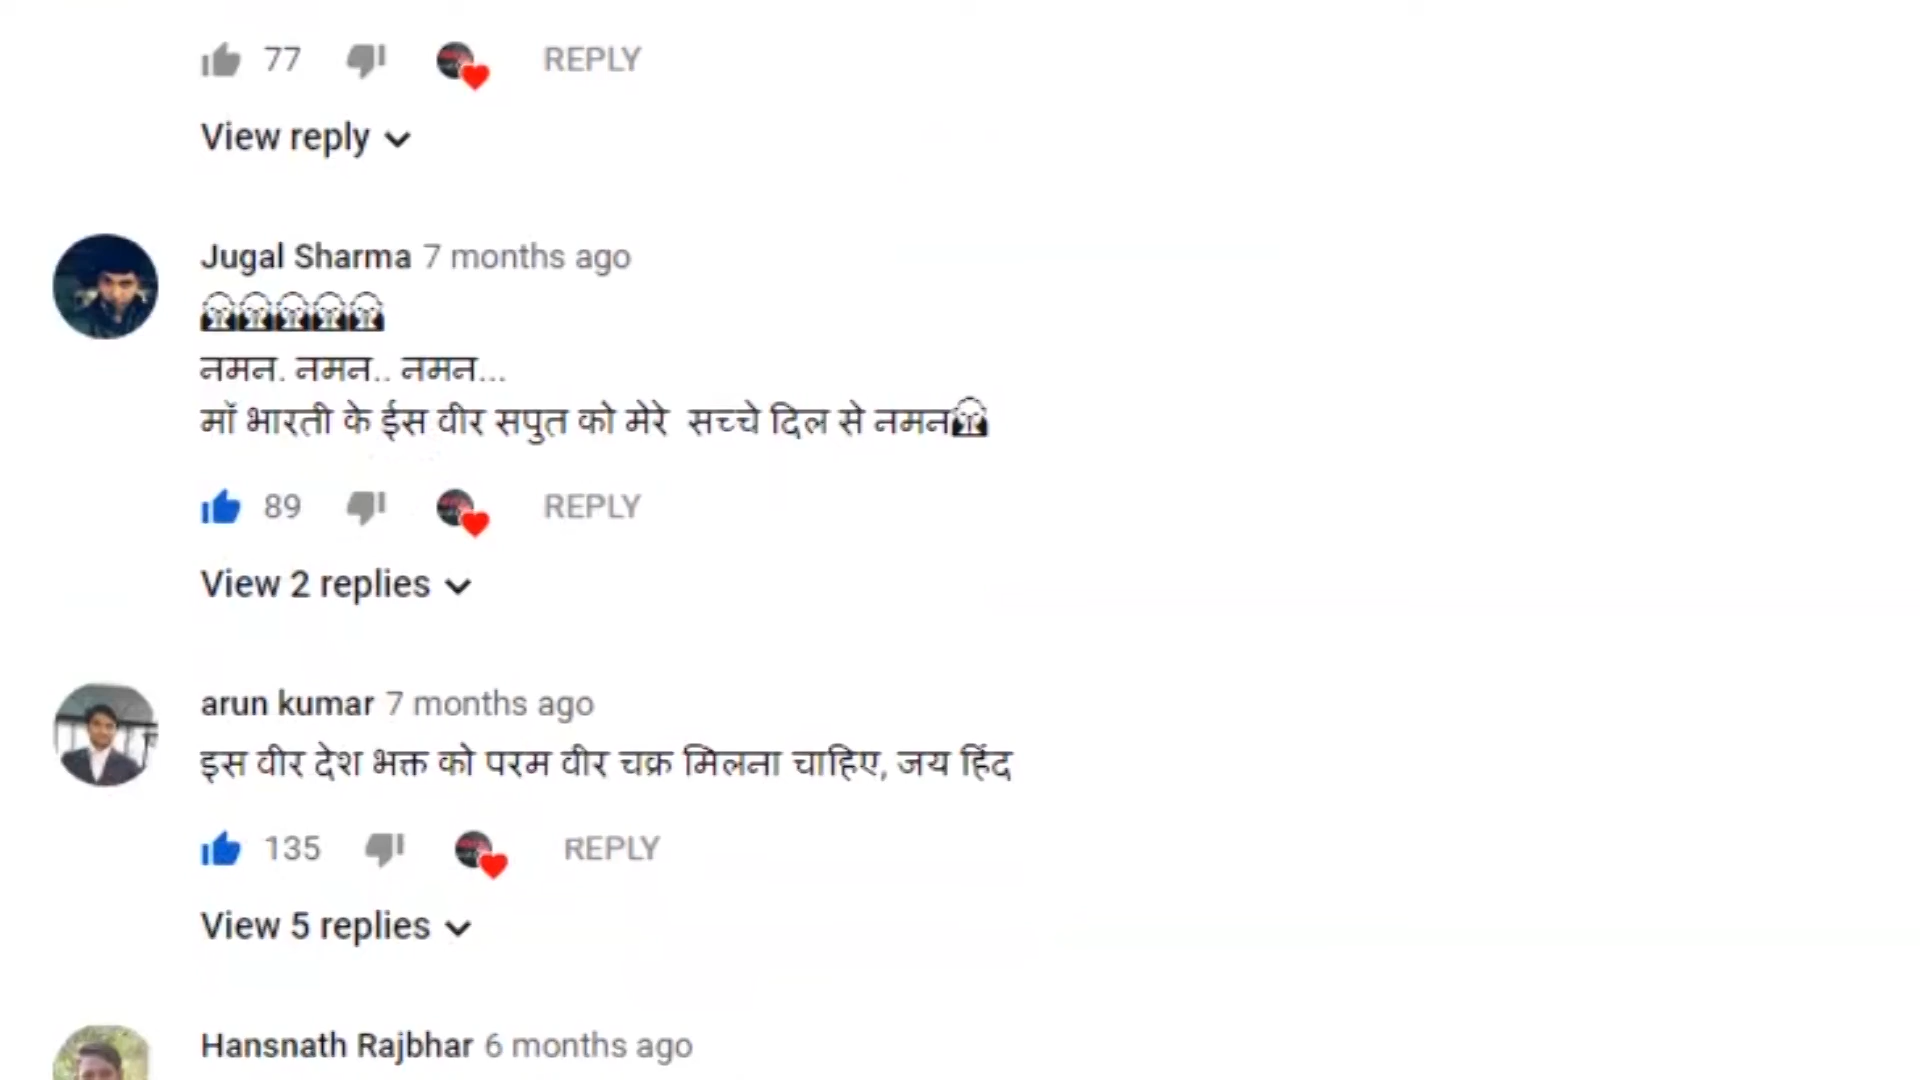 77 REPLY
View reply
Jugal Sharma 7 months ago
नमन. नमन.. नमन...
मॉ भारती के ईस वीर सपुत को मेरे सच्चे दिल से नमन
89 REPLY
View 2 replies
arun kumar 7 months ago
इस वीर देश भक्त को परम वीर चक्र मिलना चाहिए, जय हिंद
135 REPLY
View 5 replies
Hansnath Rajbhar 6 months ago